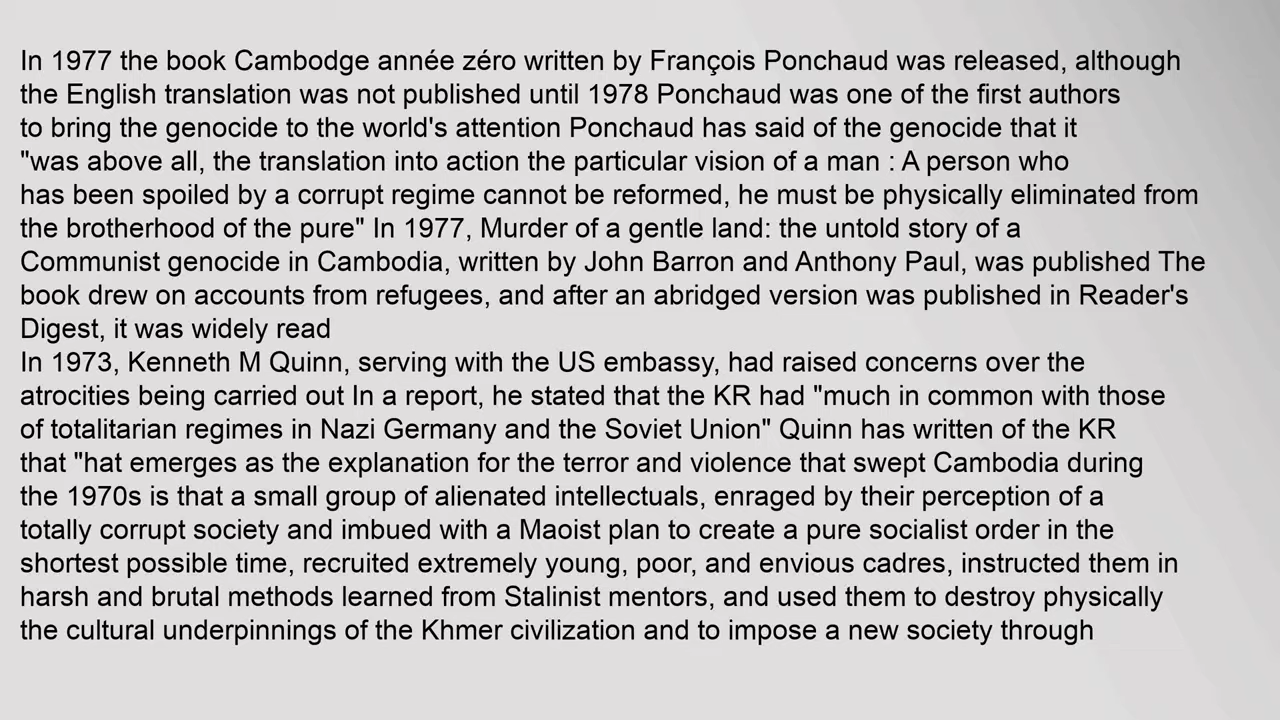 In 1977 the book Cambodge année zéro written by François Ponchaud was released, although
the English translation was not published until 1978 Ponchaud was one of the first authors
to bring the genocide to the world's attention Ponchaud has said of the genocide that it
"was above all, the translation into action the particular vision of a man : A person who
has been spoiled by a corrupt regime cannot be reformed, he must be physically eliminated from
the brotherhood of the pure" In 1977, Murder of a gentle land: the untold story of a
Communist genocide in Cambodia, written by John Barron and Anthony Paul, was published The
book drew on accounts from refugees, and after an abridged version was published in Reader's
Digest, it was widely read
In 1973, Kenneth M Quinn, serving with the US embassy, had raised concerns over the
atrocities being carried out In a report, he stated that the KR had "much in common with those
of totalitarian regimes in Nazi Germany and the Soviet Union" Quinn has written of the KR
that "hat emerges as the explanation for the terror and violence that swept Cambodia during
the 1970s is that a small group of alienated intellectuals, enraged by their perception of a
totally corrupt society and imbued with a Maoist plan to create a pure socialist order in the
shortest possible time, recruited extremely young, poor, and envious cadres, instructed them in
harsh and brutal methods learned from Stalinist mentors, and used them to destroy physically
the cultural underpinnings of the Khmer civilization and to impose a new society through